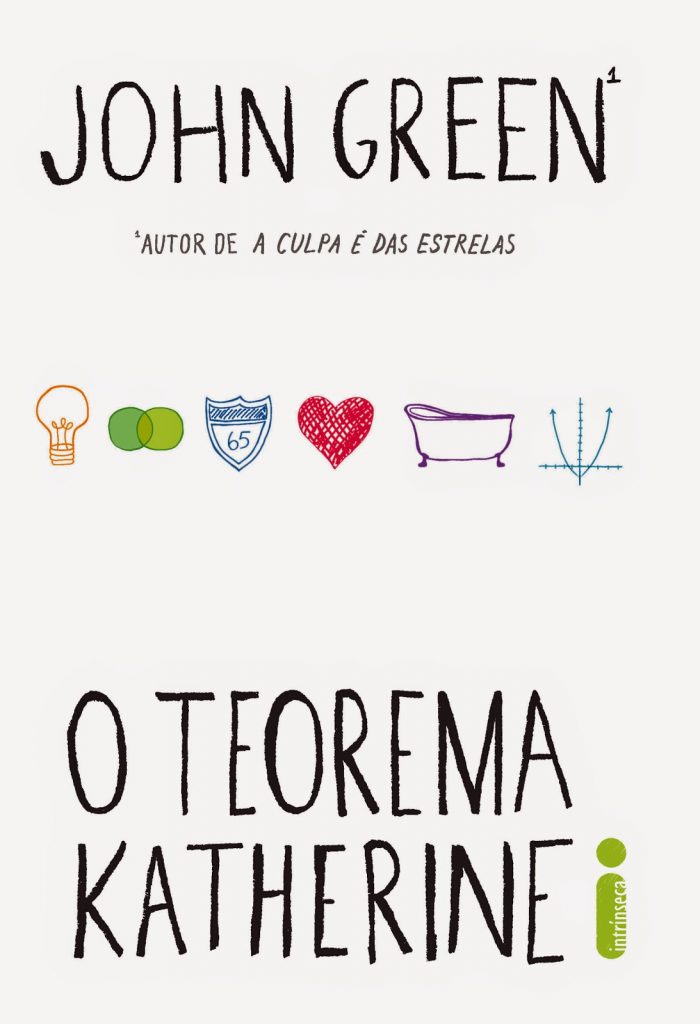 JOHN GREEN¹
¹AUTOR DE A CULPA É DAS ESTRELAS
65
O TEOREMA
KATHERINE
intrínseca